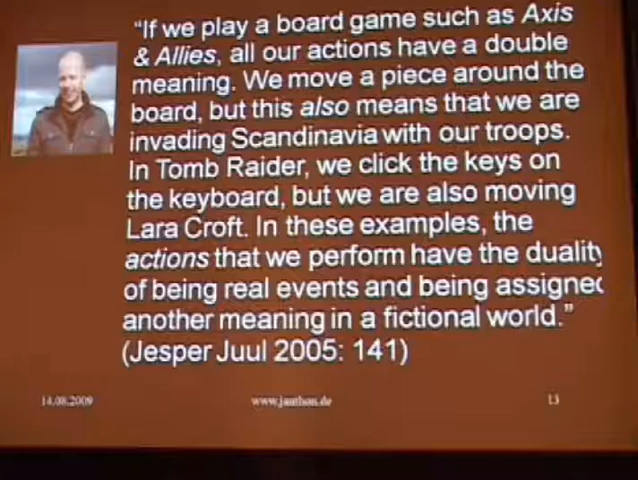 “If we play a board game such as Axis
& Allies, all our actions have a double
meaning. We move a piece around the
board, but this also means that we are
invading Scandinavia with our troops.
In Tomb Raider, we click the keys on
the keyboard, but we are also moving
Lara Croft. In these examples, the
actions that we perform have the duality
of being real events and being assigned
another meaning in a fictional world.”
(Jesper Juul 2005: 141)
14.08.2009 www.janthon.de 13